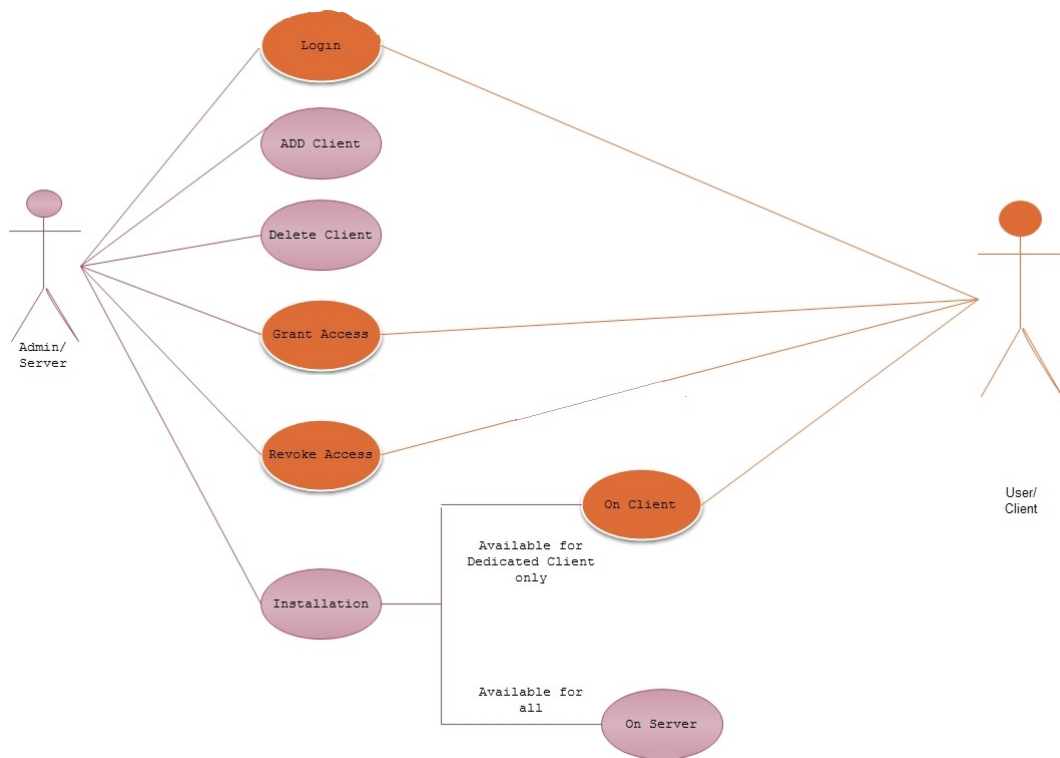 Login
ADD Client
Delete Client
Admin/
Server
Grant Access
Revoke Access
On Client
User/
Client
Available for
Dedicated Client
only
Installation
Available for
all
On Server